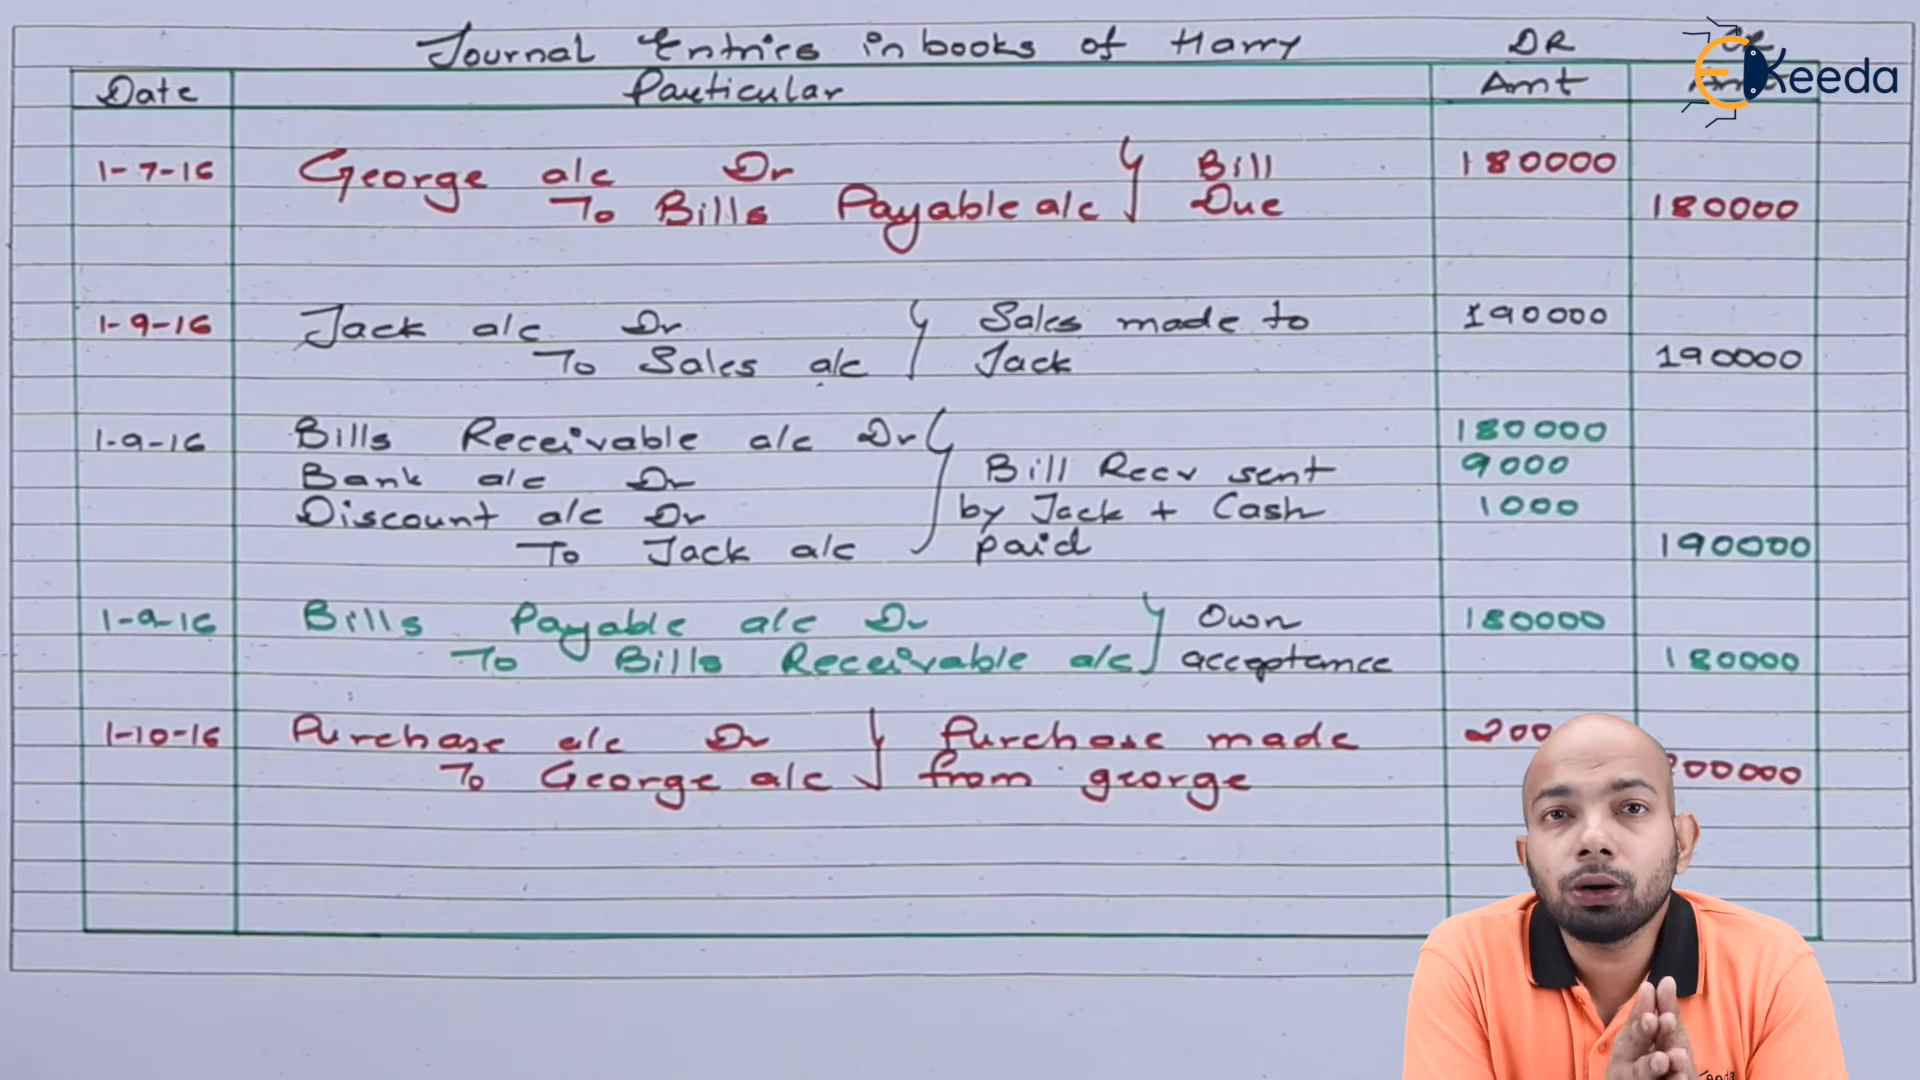 Journal Entries in books of Harry DR
Date Particular Amt
EKeeda
1-7-16 George a/c Dr Bill 180000
To Bills Payable a/c Due 180000
1-9-16 Jack a/c Dr Sales made to 190000
To Sales a/c Jack 190000
1-9-16 Bills Receivable a/c Dr 180000
Bank a/c Dr Bill Recv sent 9000
Discount a/c Dr by Jack + Cash 1000
To Jack a/c paid 190000
1-9-16 Bills Payable a/c Dr Own 180000
To Bills Receivable a/c acceptance 180000
1-10-16 Purchase a/c Dr Purchase made 200
To George a/c from george 00000